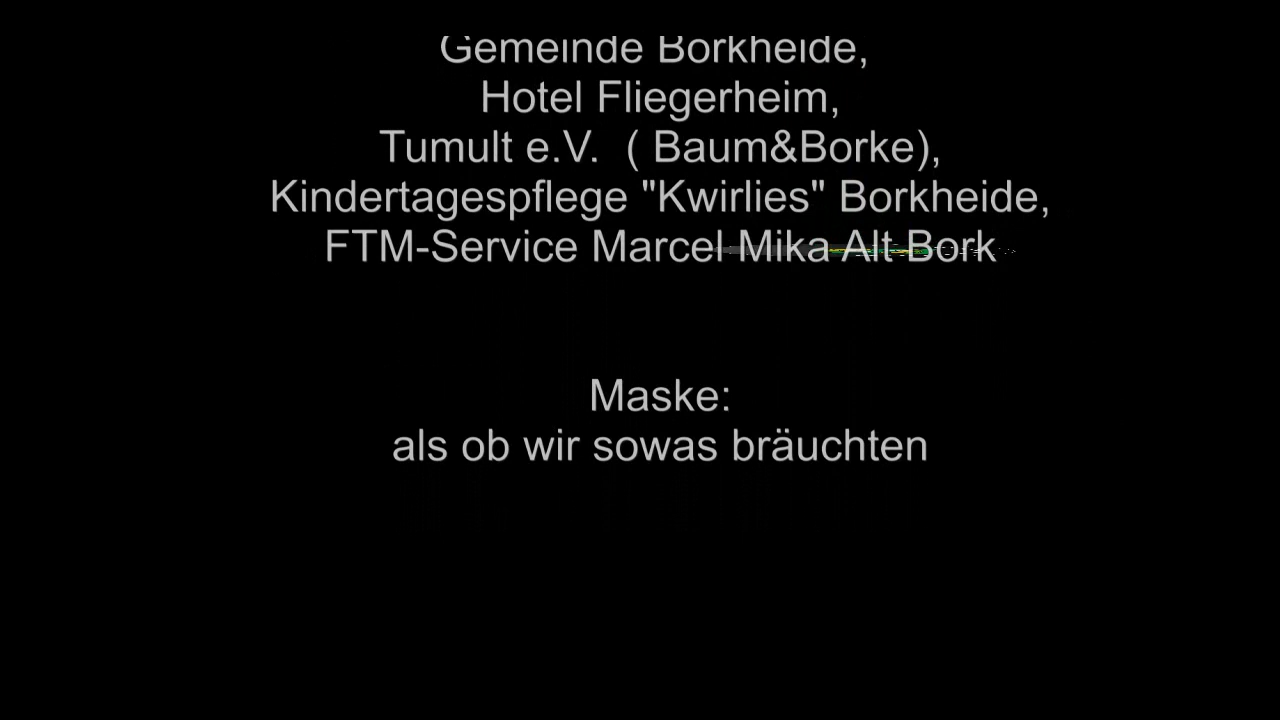 Gemeinde Borkheide,
Hotel Fliegerheim,
Tumult e.V.  ( Baum&Borke),
Kindertagespflege "Kwirlies" Borkheide,
FTM-Service Marcel Mika Alt Bork
Maske:
als ob wir sowas bräuchten